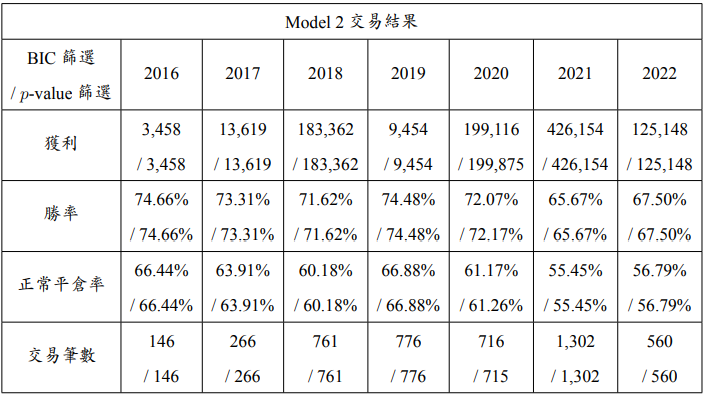 Model 2 交易結果
BIC 篩選 / p-value 篩選 2016 2017 2018 2019 2020 2021 2022
獲利 3,458 13,619 183,362 9,454 199,116 426,154 125,148
/ 3,458 / 13,619 / 183,362 / 9,454 / 199,875 / 426,154 / 125,148
勝率 74.66% 73.31% 71.62% 74.48% 72.07% 65.67% 67.50%
/ 74.66% / 73.31% / 71.62% / 74.48% / 72.17% / 65.67% / 67.50%
正常平倉率 66.44% 63.91% 60.18% 66.88% 61.17% 55.45% 56.79%
/ 66.44% / 63.91% / 60.18% / 66.88% / 61.26% / 55.45% / 56.79%
交易筆數 146 266 761 776 716 1,302 560
/ 146 / 266 / 761 / 776 / 715 / 1,302 / 560